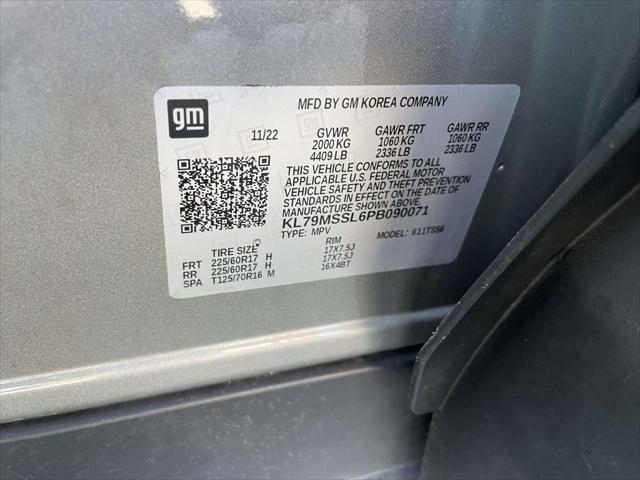 gm
MFD BY GM KOREA COMPANY
11/22 GVWR GAWR FRT GAWR RR
2000 KG 1060 KG 1060 KG
4409 LB 2336 LB 2336 LB
THIS VEHICLE CONFORMS TO ALL
APPLICABLE U.S. FEDERAL MOTOR
VEHICLE SAFETY AND THEFT PREVENTION
STANDARDS IN EFFECT ON THE DATE OF
MANUFACTURE SHOWN ABOVE.
KL79MSSL6PB090071
TYPE: MPV MODEL: 611TS56
TIRE SIZE RIM
FRT 225/60R17 H 17X7.5J
RR 225/60R17 H 17X7.5J
SPA T125/70R16 M 16X4BT